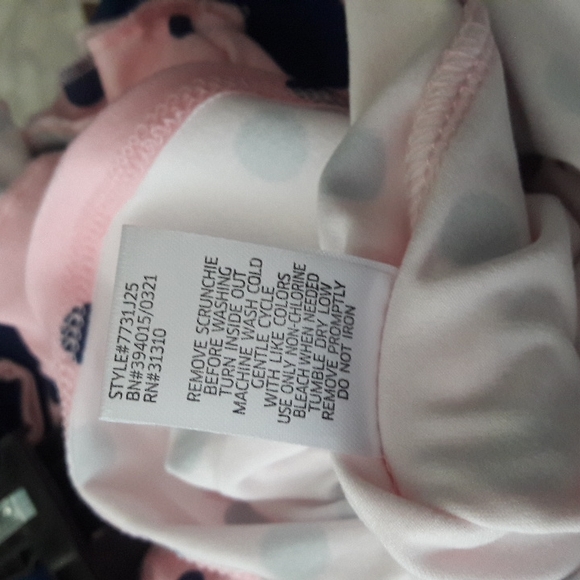 STYLE#7731J25
BN#394015/0321
RN#31310
REMOVE SCRUNCHIE
BEFORE WASHING
TURN INSIDE OUT
MACHINE WASH COLD
GENTLE CYCLE
WITH LIKE COLORS
USE ONLY NON-CHLORINE
BLEACH WHEN NEEDED
TUMBLE DRY LOW
REMOVE PROMPTLY
DO NOT IRON